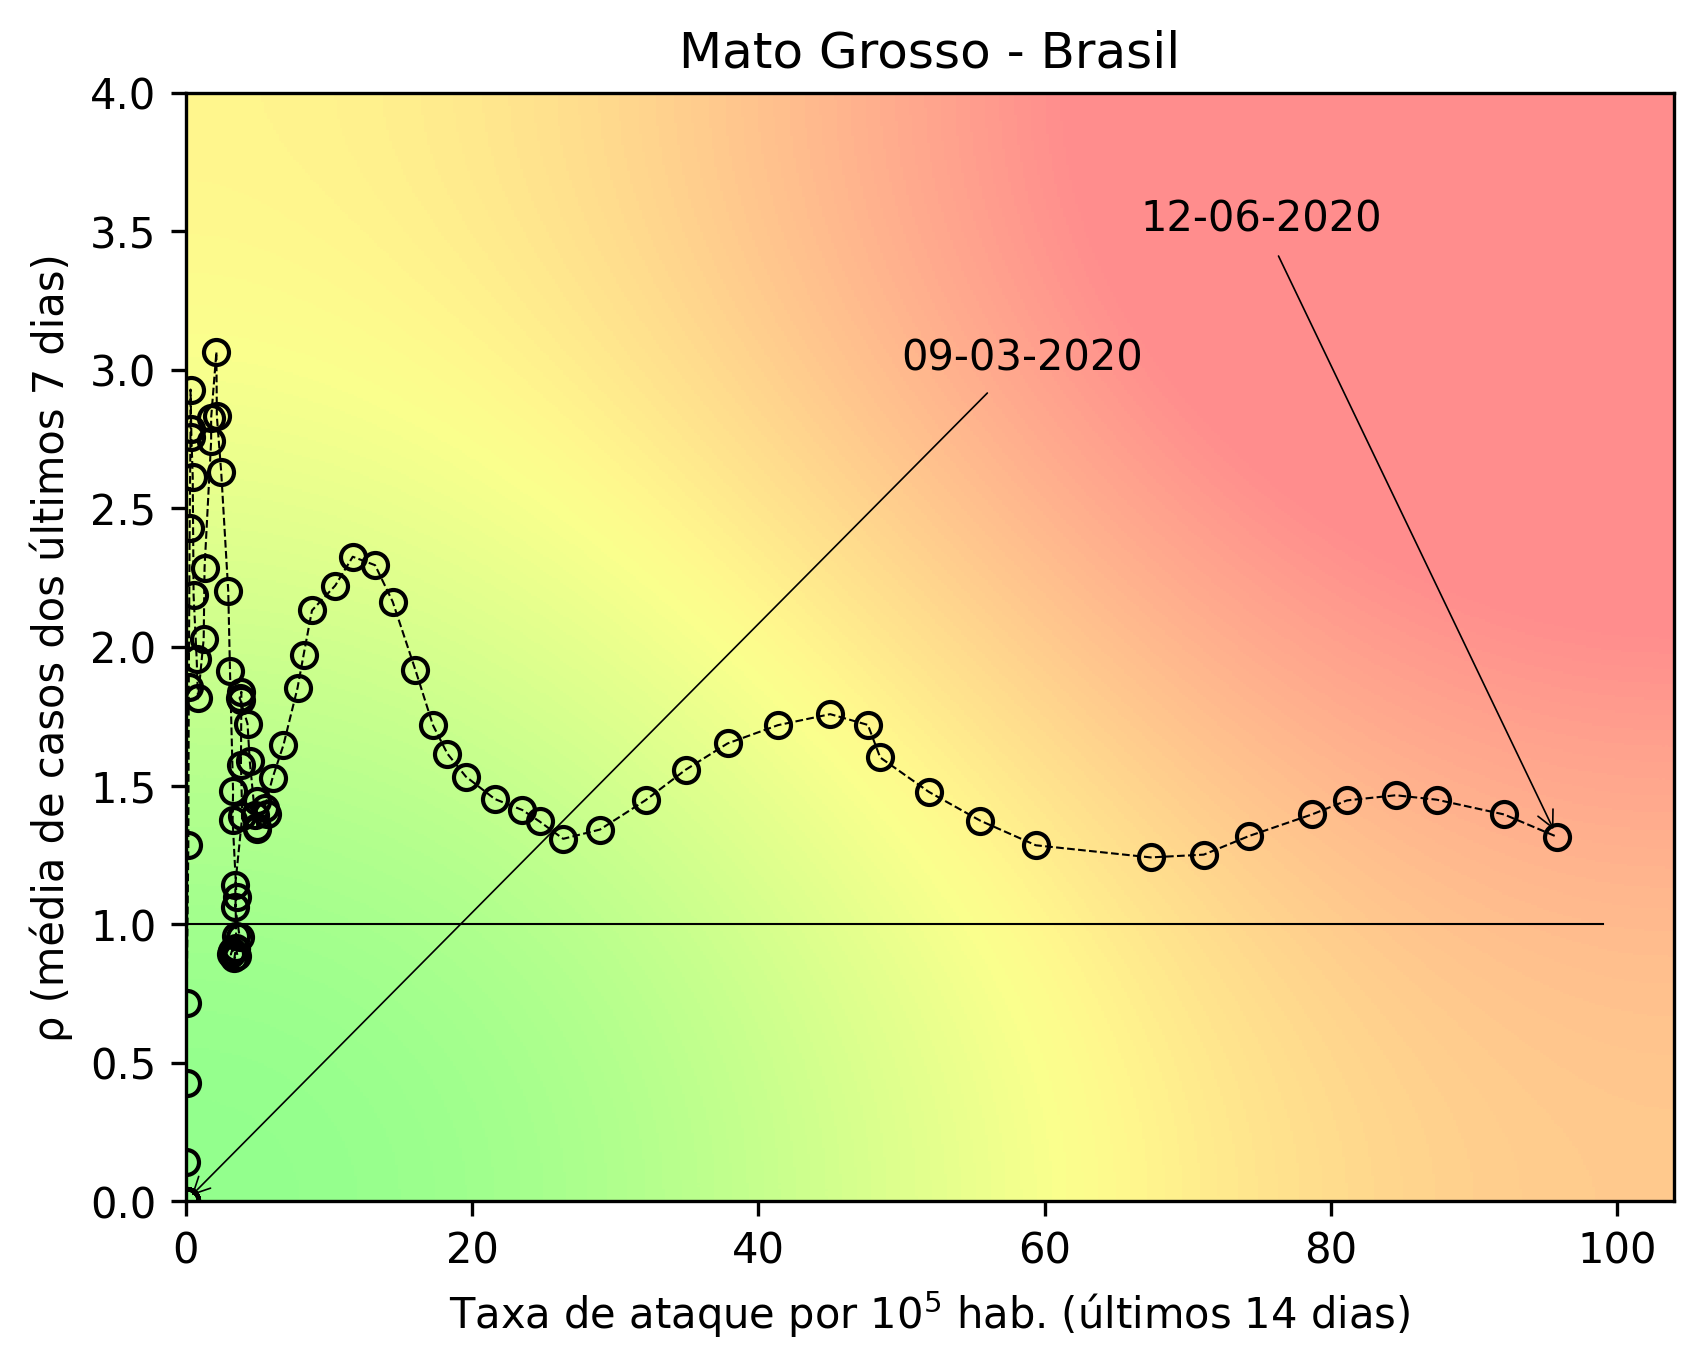 Mato Grosso - Brasil
4.0
3.5
3.0
2.5
2.0
1.5
1.0
0.5
0.0
ρ (média de casos dos últimos 7 dias)
12-06-2020
09-03-2020
0 20 40 60 80 100
Taxa de ataque por 10⁵ hab. (últimos 14 dias)